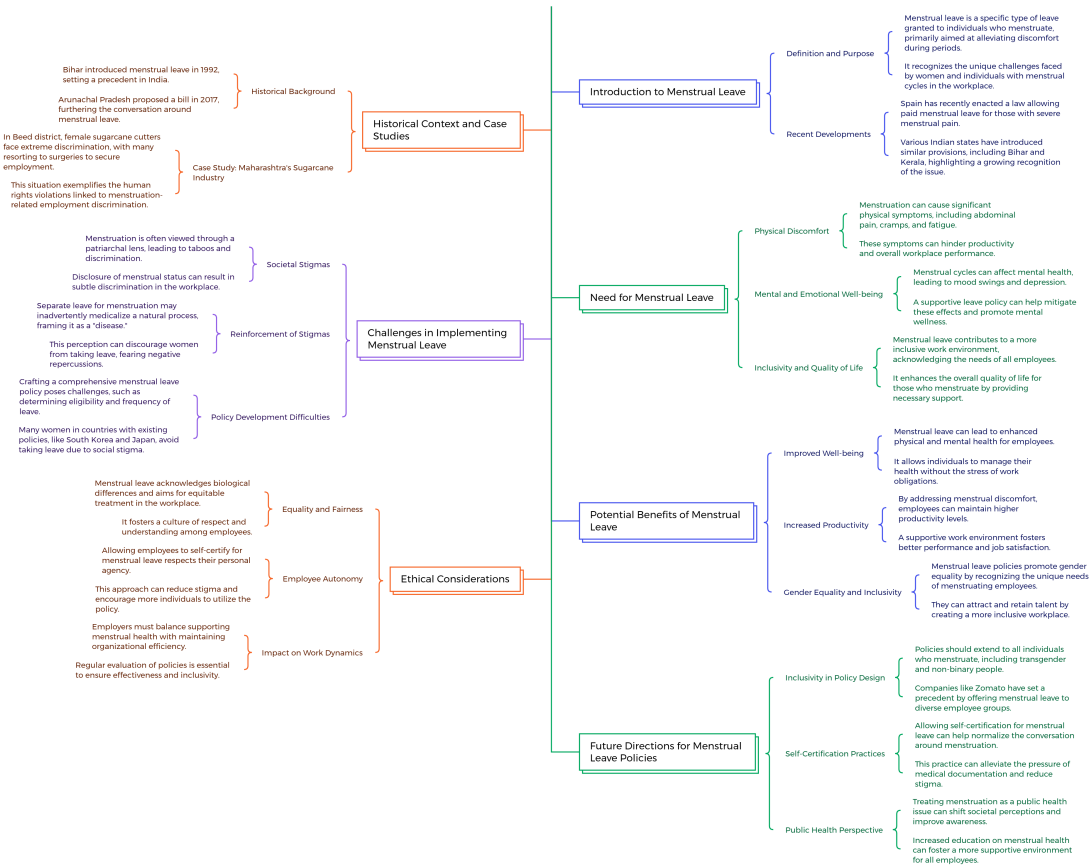 Introduction to Menstrual Leave
Definition and Purpose
Menstrual leave is a specific type of leave
granted to individuals who menstruate,
primarily aimed at alleviating discomfort
during periods.
It recognizes the unique challenges faced
by women and individuals with menstrual
cycles in the workplace.
Recent Developments
Spain has recently enacted a law allowing
paid menstrual leave for those with severe
menstrual pain.
Various Indian states have introduced
similar provisions, including Bihar and
Kerala, highlighting a growing recognition
of the issue.
Need for Menstrual Leave
Physical Discomfort
Menstruation can cause significant
physical symptoms, including abdominal
pain, cramps, and fatigue.
These symptoms can hinder productivity
and overall workplace performance.
Mental and Emotional Well-being
Menstrual cycles can affect mental health,
leading to mood swings and depression.
A supportive leave policy can help mitigate
these effects and promote mental
wellness.
Inclusivity and Quality of Life
Menstrual leave contributes to a more
inclusive work environment,
acknowledging the needs of all employees.
It enhances the overall quality of life for
those who menstruate by providing
necessary support.
Potential Benefits of Menstrual
Leave
Improved Well-being
Menstrual leave can lead to enhanced
physical and mental health for employees.
It allows individuals to manage their
health without the stress of work
obligations.
Increased Productivity
By addressing menstrual discomfort,
employees can maintain higher
productivity levels.
A supportive work environment fosters
better performance and job satisfaction.
Gender Equality and Inclusivity
Menstrual leave policies promote gender
equality by recognizing the unique needs
of menstruating employees.
They can attract and retain talent by
creating a more inclusive workplace.
Future Directions for Menstrual
Leave Policies
Inclusivity in Policy Design
Policies should extend to all individuals
who menstruate, including transgender
and non-binary people.
Companies like Zomato have set a
precedent by offering menstrual leave to
diverse employee groups.
Self-Certification Practices
Allowing self-certification for menstrual
leave can help normalize the conversation
around menstruation.
This practice can alleviate the pressure of
medical documentation and reduce
stigma.
Public Health Perspective
Treating menstruation as a public health
issue can shift societal perceptions and
improve awareness.
Increased education on menstrual health
can foster a more supportive environment
for all employees.
Historical Context and Case
Studies
Historical Background
Bihar introduced menstrual leave in 1992,
setting a precedent in India.
Arunachal Pradesh proposed a bill in 2017,
furthering the conversation around
menstrual leave.
Case Study: Maharashtra's Sugarcane
Industry
In Beed district, female sugarcane cutters
face extreme discrimination, with many
resorting to surgeries to secure
employment.
This situation exemplifies the human
rights violations linked to menstruation-
related employment discrimination.
Challenges in Implementing
Menstrual Leave
Societal Stigmas
Menstruation is often viewed through a
patriarchal lens, leading to taboos and
discrimination.
Disclosure of menstrual status can result in
subtle discrimination in the workplace.
Reinforcement of Stigmas
Separate leave for menstruation may
inadvertently medicalize a natural process,
framing it as a "disease."
This perception can discourage women
from taking leave, fearing negative
repercussions.
Policy Development Difficulties
Crafting a comprehensive menstrual leave
policy poses challenges, such as
determining eligibility and frequency of
leave.
Many women in countries with existing
policies, like South Korea and Japan, avoid
taking leave due to social stigma.
Ethical Considerations
Equality and Fairness
Menstrual leave acknowledges biological
differences and aims for equitable
treatment in the workplace.
It fosters a culture of respect and
understanding among employees.
Employee Autonomy
Allowing employees to self-certify for
menstrual leave respects their personal
agency.
This approach can reduce stigma and
encourage more individuals to utilize the
policy.
Impact on Work Dynamics
Employers must balance supporting
menstrual health with maintaining
organizational efficiency.
Regular evaluation of policies is essential
to ensure effectiveness and inclusivity.